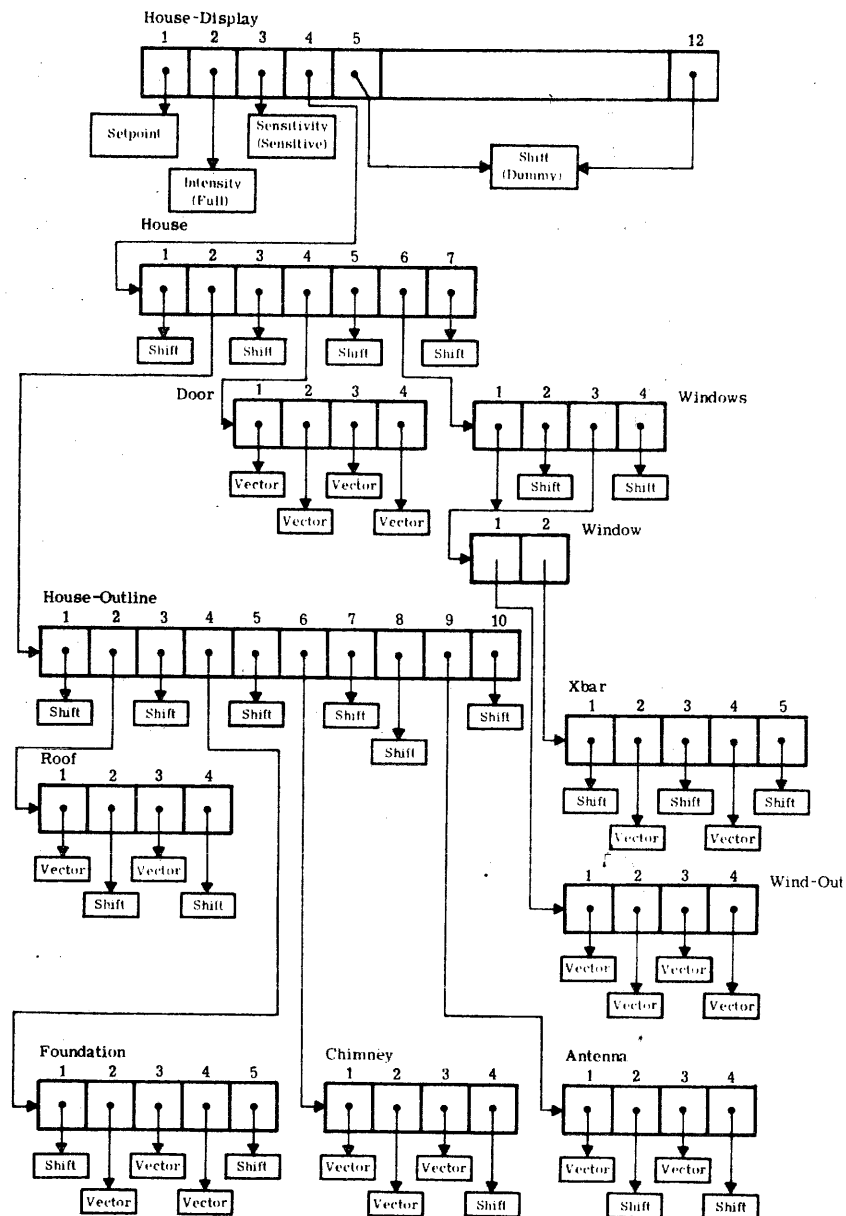 House-Display
1 2 3 4 5 12
Setpoint
Sensitivity
(Sensitive)
Intensity
(Full)
Shift
(Dummy)
House
1 2 3 4 5 6 7
Shift Shift Shift Shift
Door
1 2 3 4
Vector Vector
Vector Vector
1 2 3 4 Windows
Shift Shift
1 2 Window
House-Outline
1 2 3 4 5 6 7 8 9 10
Shift Shift Shift Shift Shift
Shift
Xbar
1 2 3 4 5
Shift Shift Shift
Vector Vector
Roof
1 2 3 4
Vector Vector
Shift Shift
1 2 3 4 Wind-Out
Vector Vector
Vector Vector
Foundation
1 2 3 4 5
Shift Vector Shift
Vector Vector
Chimney
1 2 3 4
Vector Vector
Vector Shift
Antenna
1 2 3 4
Vector Vector
Shift Shift